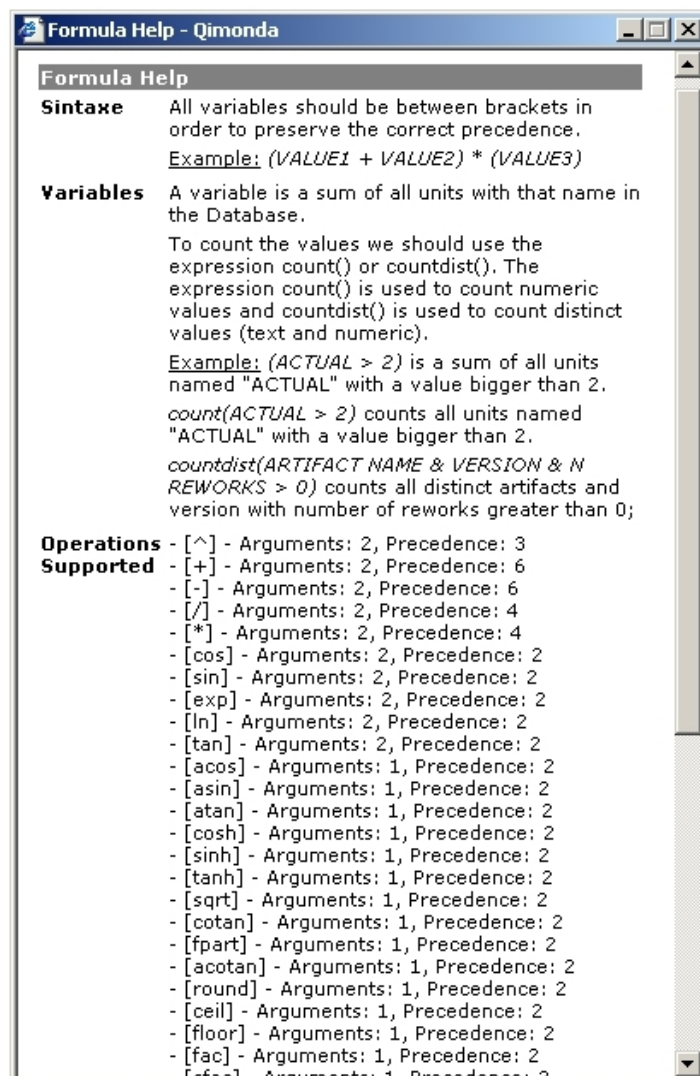 Formula Help - Qimonda
Formula Help
Sintaxe All variables should be between brackets in
order to preserve the correct precedence.
Example: (VALUE1 + VALUE2) * (VALUE3)
Variables A variable is a sum of all units with that name in
the Database.
To count the values we should use the
expression count() or countdist(). The
expression count() is used to count numeric
values and countdist() is used to count distinct
values (text and numeric).
Example: (ACTUAL > 2) is a sum of all units
named "ACTUAL" with a value bigger than 2.
count(ACTUAL > 2) counts all units named
"ACTUAL" with a value bigger than 2.
countdist(ARTIFACT NAME & VERSION & N
REWORKS > 0) counts all distinct artifacts and
version with number of reworks greater than 0;
Operations - [^] - Arguments: 2, Precedence: 3
Supported - [+] - Arguments: 2, Precedence: 6
- [-] - Arguments: 2, Precedence: 6
- [/] - Arguments: 2, Precedence: 4
- [*] - Arguments: 2, Precedence: 4
- [cos] - Arguments: 2, Precedence: 2
- [sin] - Arguments: 2, Precedence: 2
- [exp] - Arguments: 2, Precedence: 2
- [ln] - Arguments: 2, Precedence: 2
- [tan] - Arguments: 2, Precedence: 2
- [acos] - Arguments: 1, Precedence: 2
- [asin] - Arguments: 1, Precedence: 2
- [atan] - Arguments: 1, Precedence: 2
- [cosh] - Arguments: 1, Precedence: 2
- [sinh] - Arguments: 1, Precedence: 2
- [tanh] - Arguments: 1, Precedence: 2
- [sqrt] - Arguments: 1, Precedence: 2
- [cotan] - Arguments: 1, Precedence: 2
- [fpart] - Arguments: 1, Precedence: 2
- [acotan] - Arguments: 1, Precedence: 2
- [round] - Arguments: 1, Precedence: 2
- [ceil] - Arguments: 1, Precedence: 2
- [floor] - Arguments: 1, Precedence: 2
- [fac] - Arguments: 1, Precedence: 2